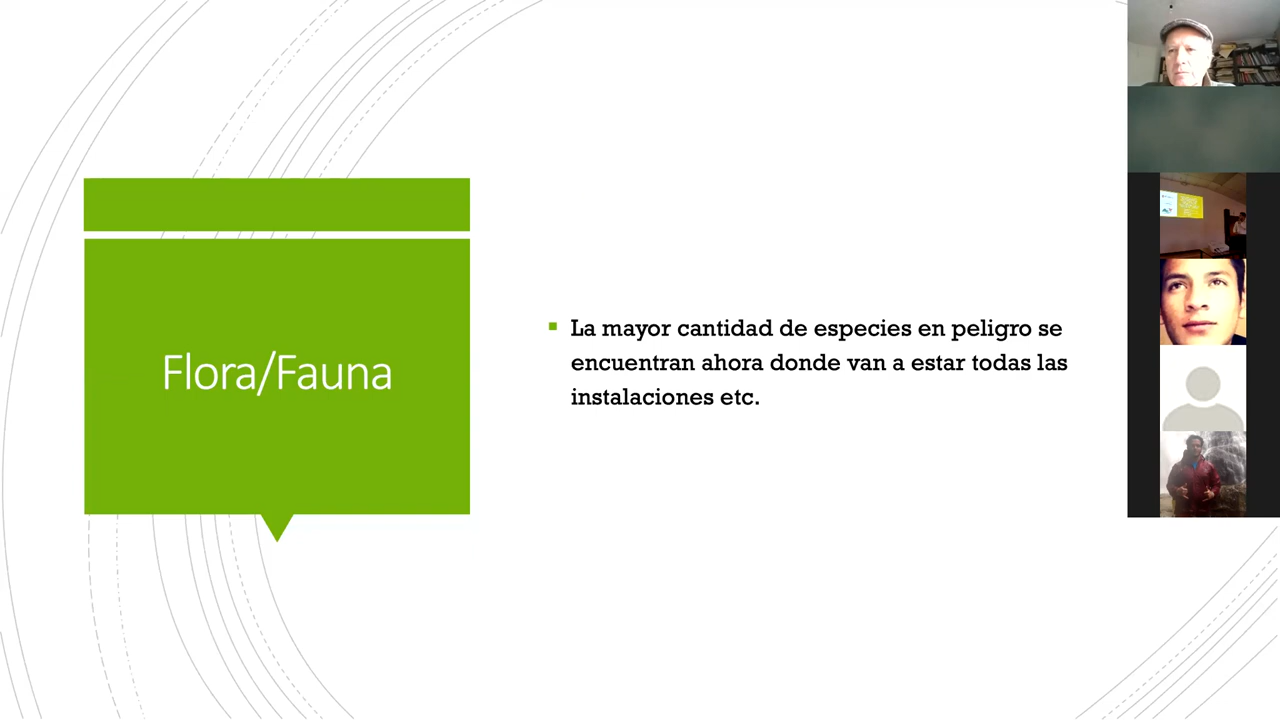 Flora/Fauna
La mayor cantidad de especies en peligro se
encuentran ahora donde van a estar todas las
instalaciones etc.